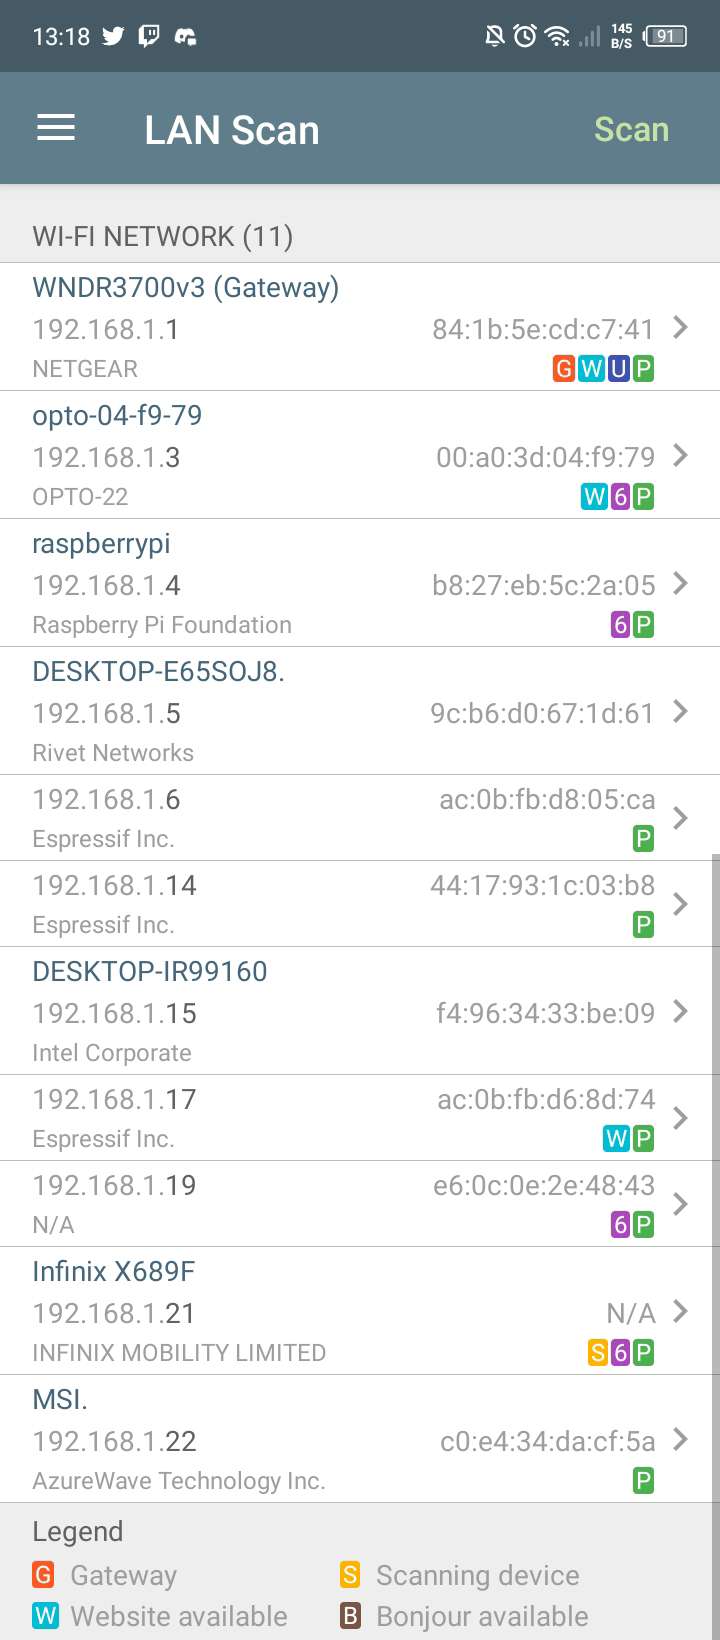 13:18 145 B/S 91
LAN Scan Scan
WI-FI NETWORK (11)
WNDR3700v3 (Gateway)
192.168.1.1 84:1b:5e:cd:c7:41
NETGEAR G W U P
opto-04-f9-79
192.168.1.3 00:a0:3d:04:f9:79
OPTO-22 W 6 P
raspberrypi
192.168.1.4 b8:27:eb:5c:2a:05
Raspberry Pi Foundation 6 P
DESKTOP-E65SOJ8.
192.168.1.5 9c:b6:d0:67:1d:61
Rivet Networks
192.168.1.6 ac:0b:fb:d8:05:ca
Espressif Inc. P
192.168.1.14 44:17:93:1c:03:b8
Espressif Inc. P
DESKTOP-IR99160
192.168.1.15 f4:96:34:33:be:09
Intel Corporate
192.168.1.17 ac:0b:fb:d6:8d:74
Espressif Inc. W P
192.168.1.19 e6:0c:0e:2e:48:43
N/A 6 P
Infinix X689F
192.168.1.21 N/A
INFINIX MOBILITY LIMITED S 6 P
MSI.
192.168.1.22 c0:e4:34:da:cf:5a
AzureWave Technology Inc. P
Legend
G Gateway S Scanning device
W Website available B Bonjour available